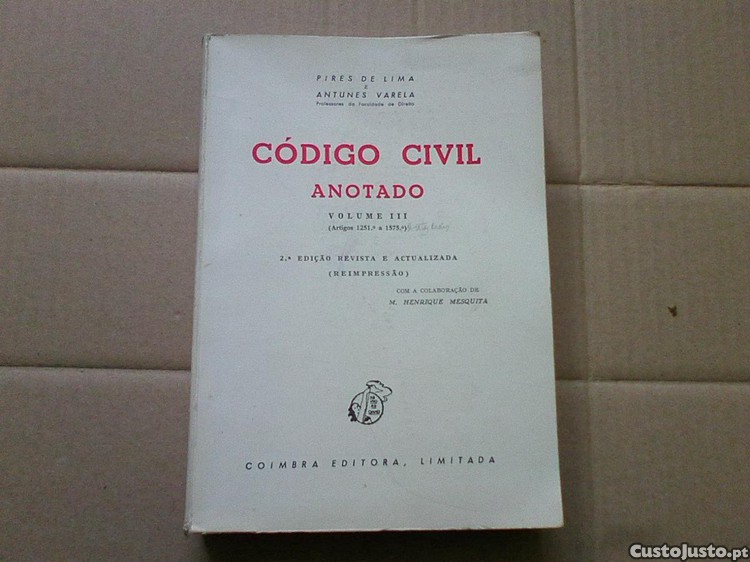 PIRES DE LIMA
E
ANTUNES VARELA
Professores da Faculdade de Direito
CÓDIGO CIVIL
ANOTADO
VOLUME III
(Artigos 1251.º a 1575.º)
2.ª EDIÇÃO REVISTA E ACTUALIZADA
(REIMPRESSÃO)
COM A COLABORAÇÃO DE
M. HENRIQUE MESQUITA
COIMBRA EDITORA, LIMITADA
CustoJusto.pt